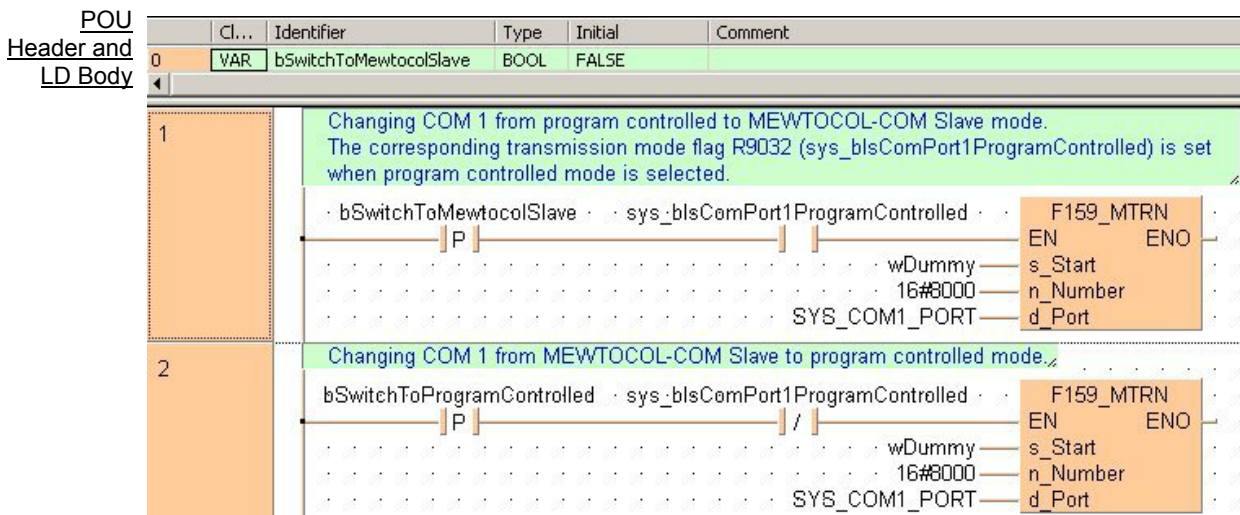 POU
Header and
LD Body
Cl... Identifier Type Initial Comment
0 VAR bSwitchToMewtocolSlave BOOL FALSE
1
Changing COM 1 from program controlled to MEWTOCOL-COM Slave mode.
The corresponding transmission mode flag R9032 (sys_bIsComPort1ProgramControlled) is set
when program controlled mode is selected.
bSwitchToMewtocolSlave sys_bIsComPort1ProgramControlled F159_MTRN
P EN ENO
wDummy s_Start
16#8000 n_Number
SYS_COM1_PORT d_Port
2
Changing COM 1 from MEWTOCOL-COM Slave to program controlled mode.
bSwitchToProgramControlled sys_bIsComPort1ProgramControlled F159_MTRN
P / EN ENO
wDummy s_Start
16#8000 n_Number
SYS_COM1_PORT d_Port